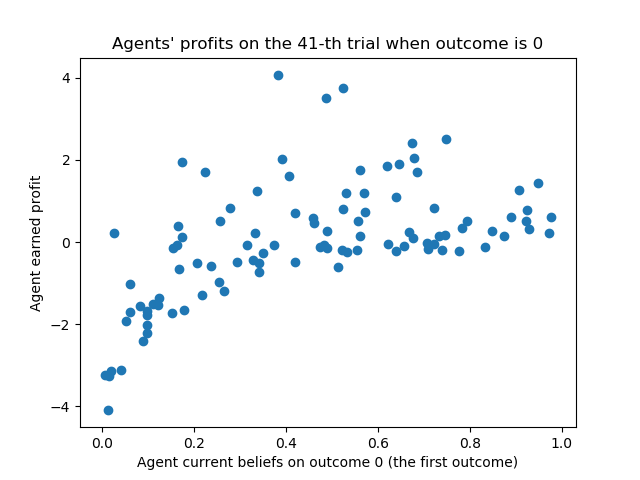 Agents' profits on the 41-th trial when outcome is 0
4
2
0
−2
−4
Agent earned profit
0.0 0.2 0.4 0.6 0.8 1.0
Agent current beliefs on outcome 0 (the first outcome)